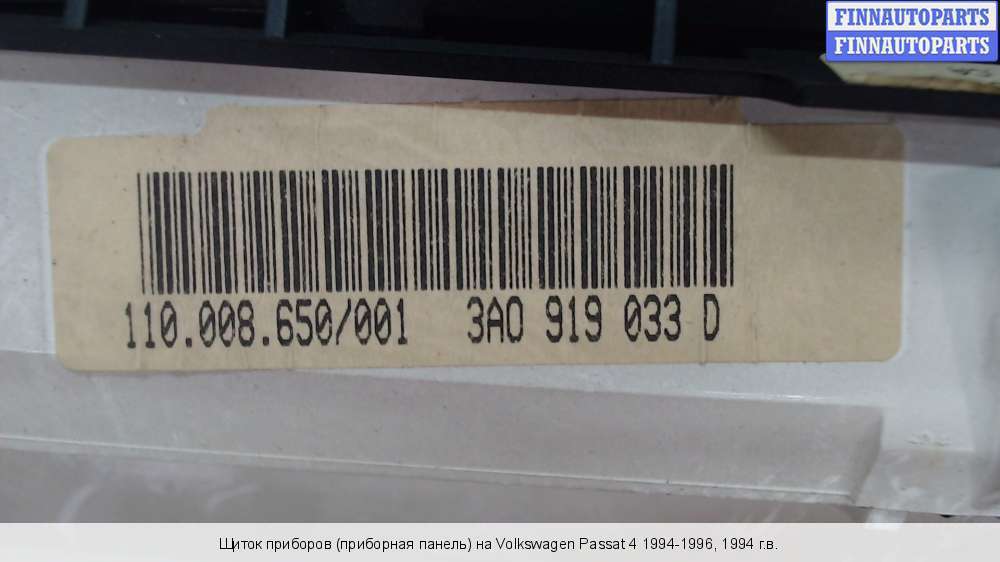 FINNAUTOPARTS
FINNAUTOPARTS
110.008.650/001 3A0 919 033 D
Щиток приборов (приборная панель) на Volkswagen Passat 4 1994-1996, 1994 г.в.